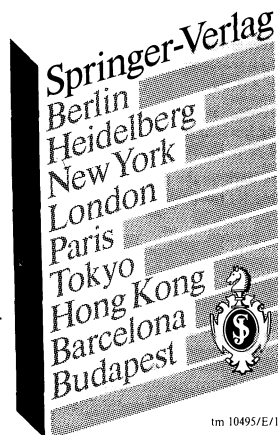 Springer-Verlag
Berlin
Heidelberg
New York
London
Paris
Tokyo
Hong Kong
Barcelona
Budapest
tm 10495/E/1